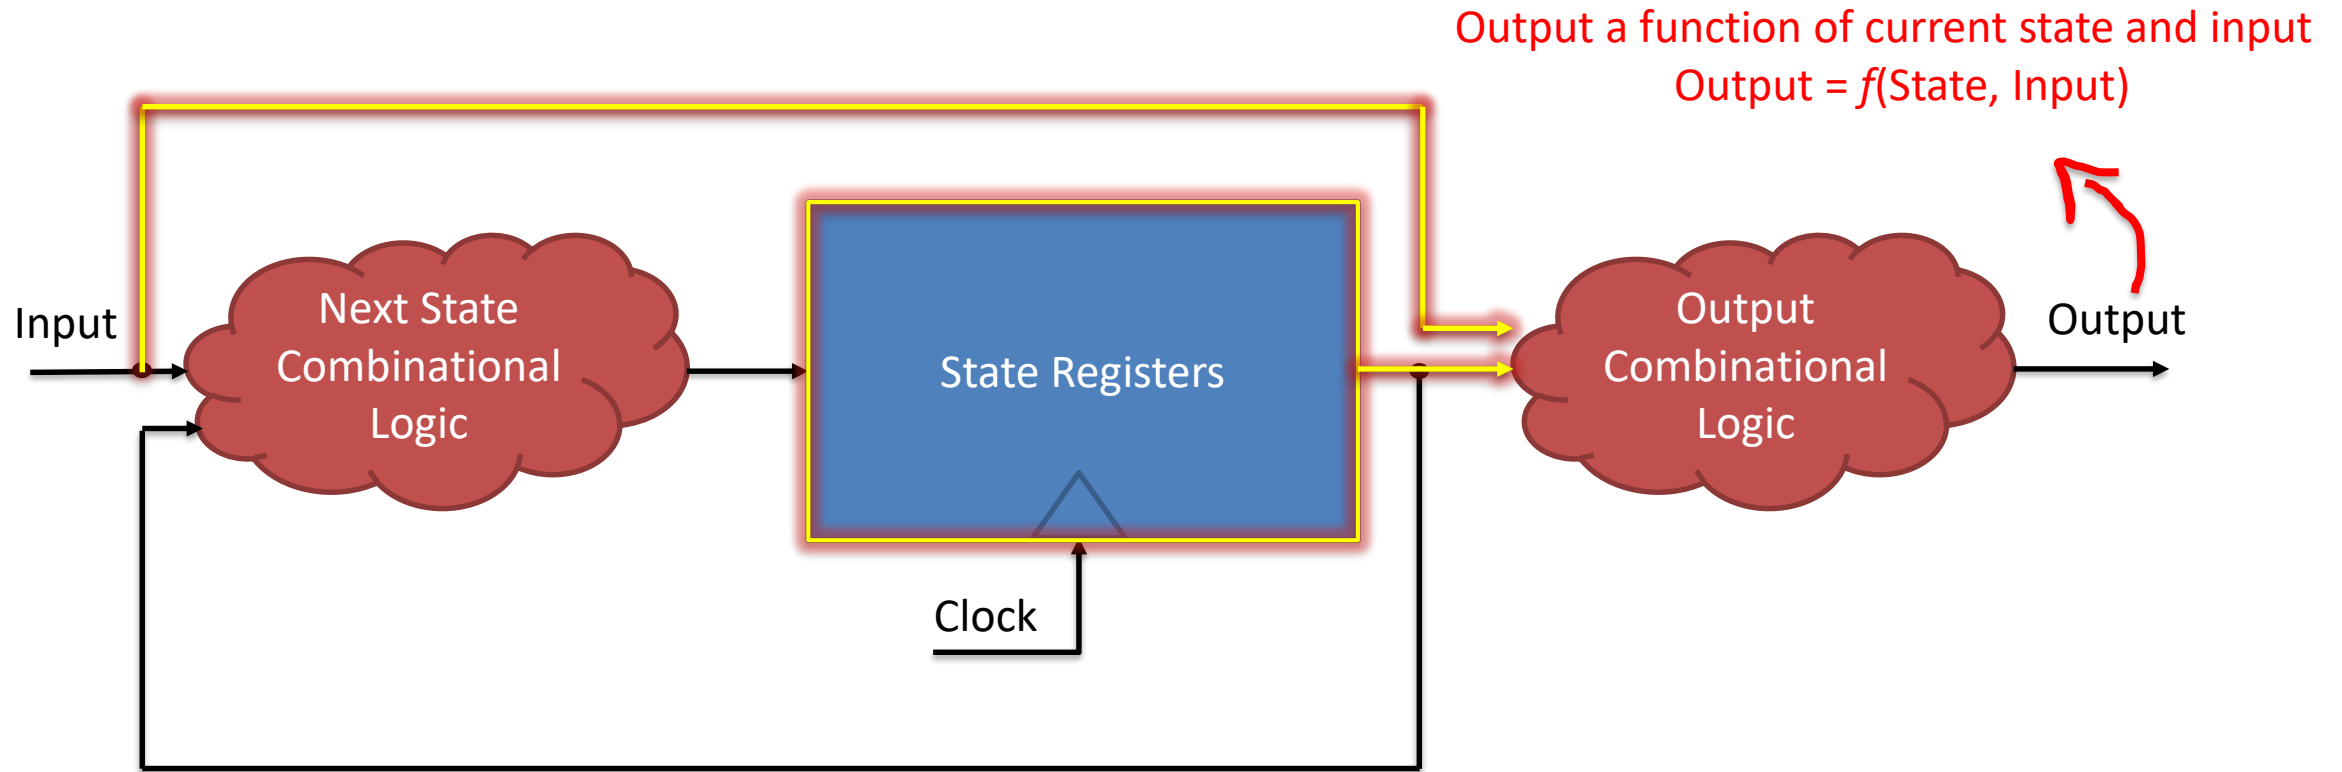 Output a function of current state and input
Output = f(State, Input)
Input
Next State
Combinational
Logic
State Registers
Clock
Output
Combinational
Logic
Output